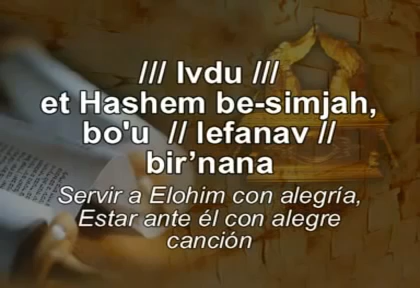 /// Ivdu ///
et Hashem be-simjah,
bo'u // lefanav //
bir’nana
Servir a Elohim con alegría,
Estar ante él con alegre
canción